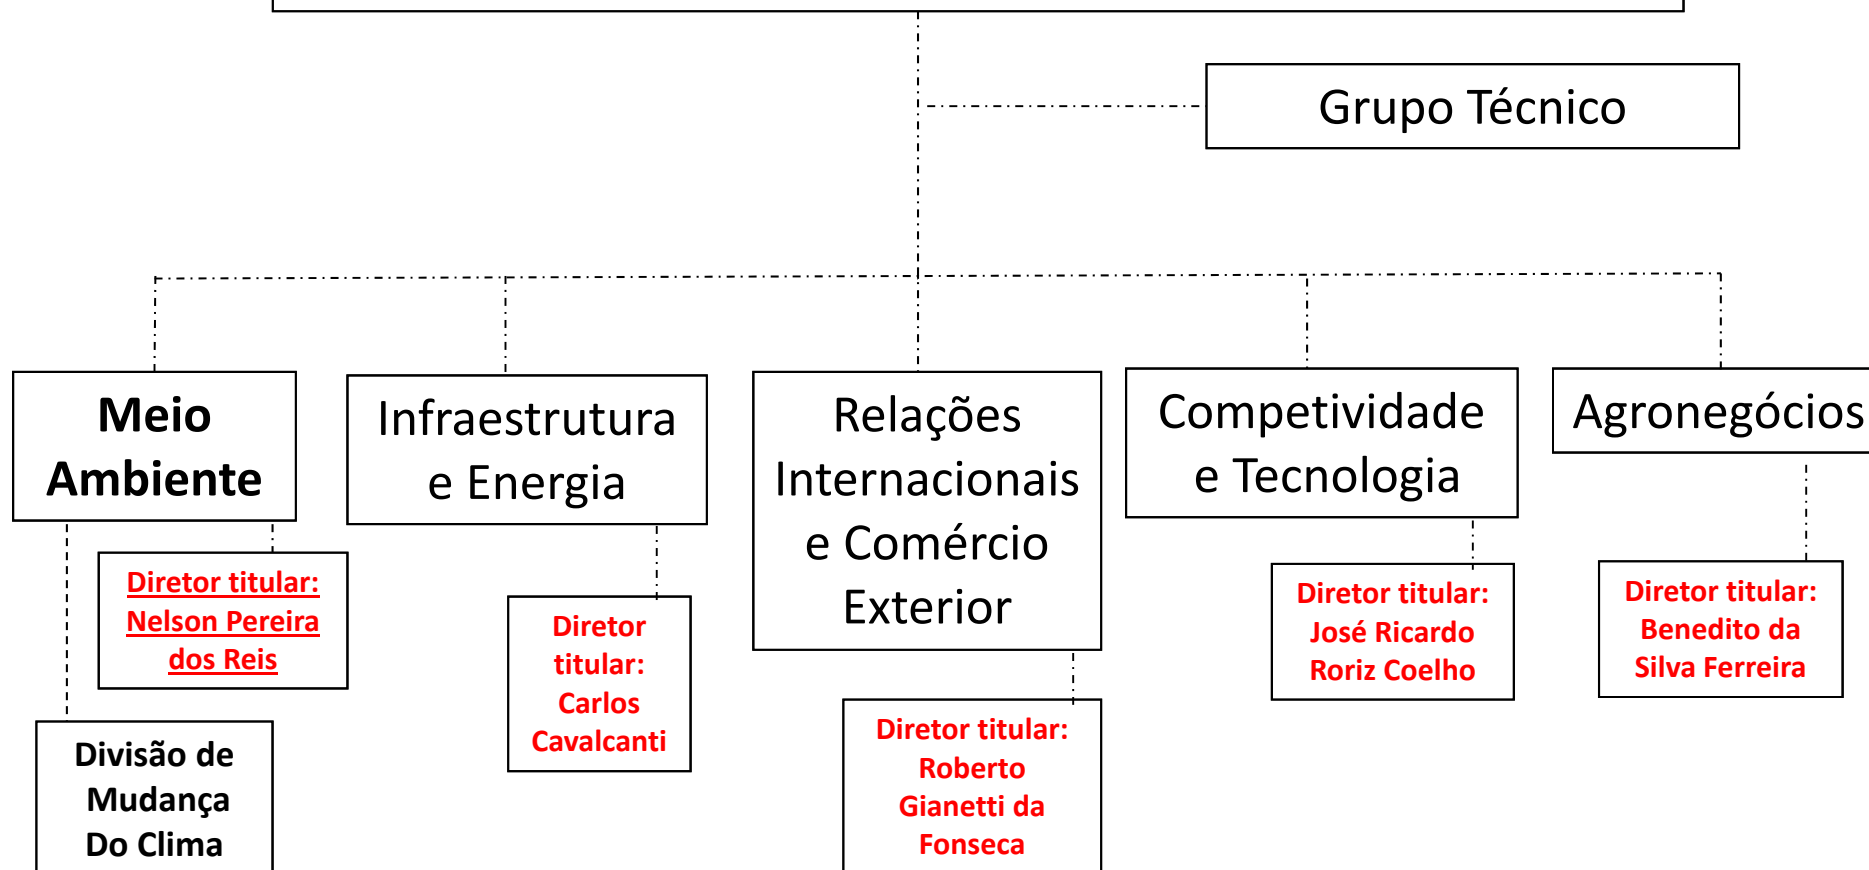 Grupo Técnico
Meio
Ambiente
Infraestrutura
e Energia
Relações
Internacionais
e Comércio
Exterior
Competividade
e Tecnologia
Agronegócios
Diretor titular:
Nelson Pereira
dos Reis
Diretor
titular:
Carlos
Cavalcanti
Diretor titular:
José Ricardo
Roriz Coelho
Diretor titular:
Benedito da
Silva Ferreira
Diretor titular:
Roberto
Gianetti da
Fonseca
Divisão de
Mudança
Do Clima